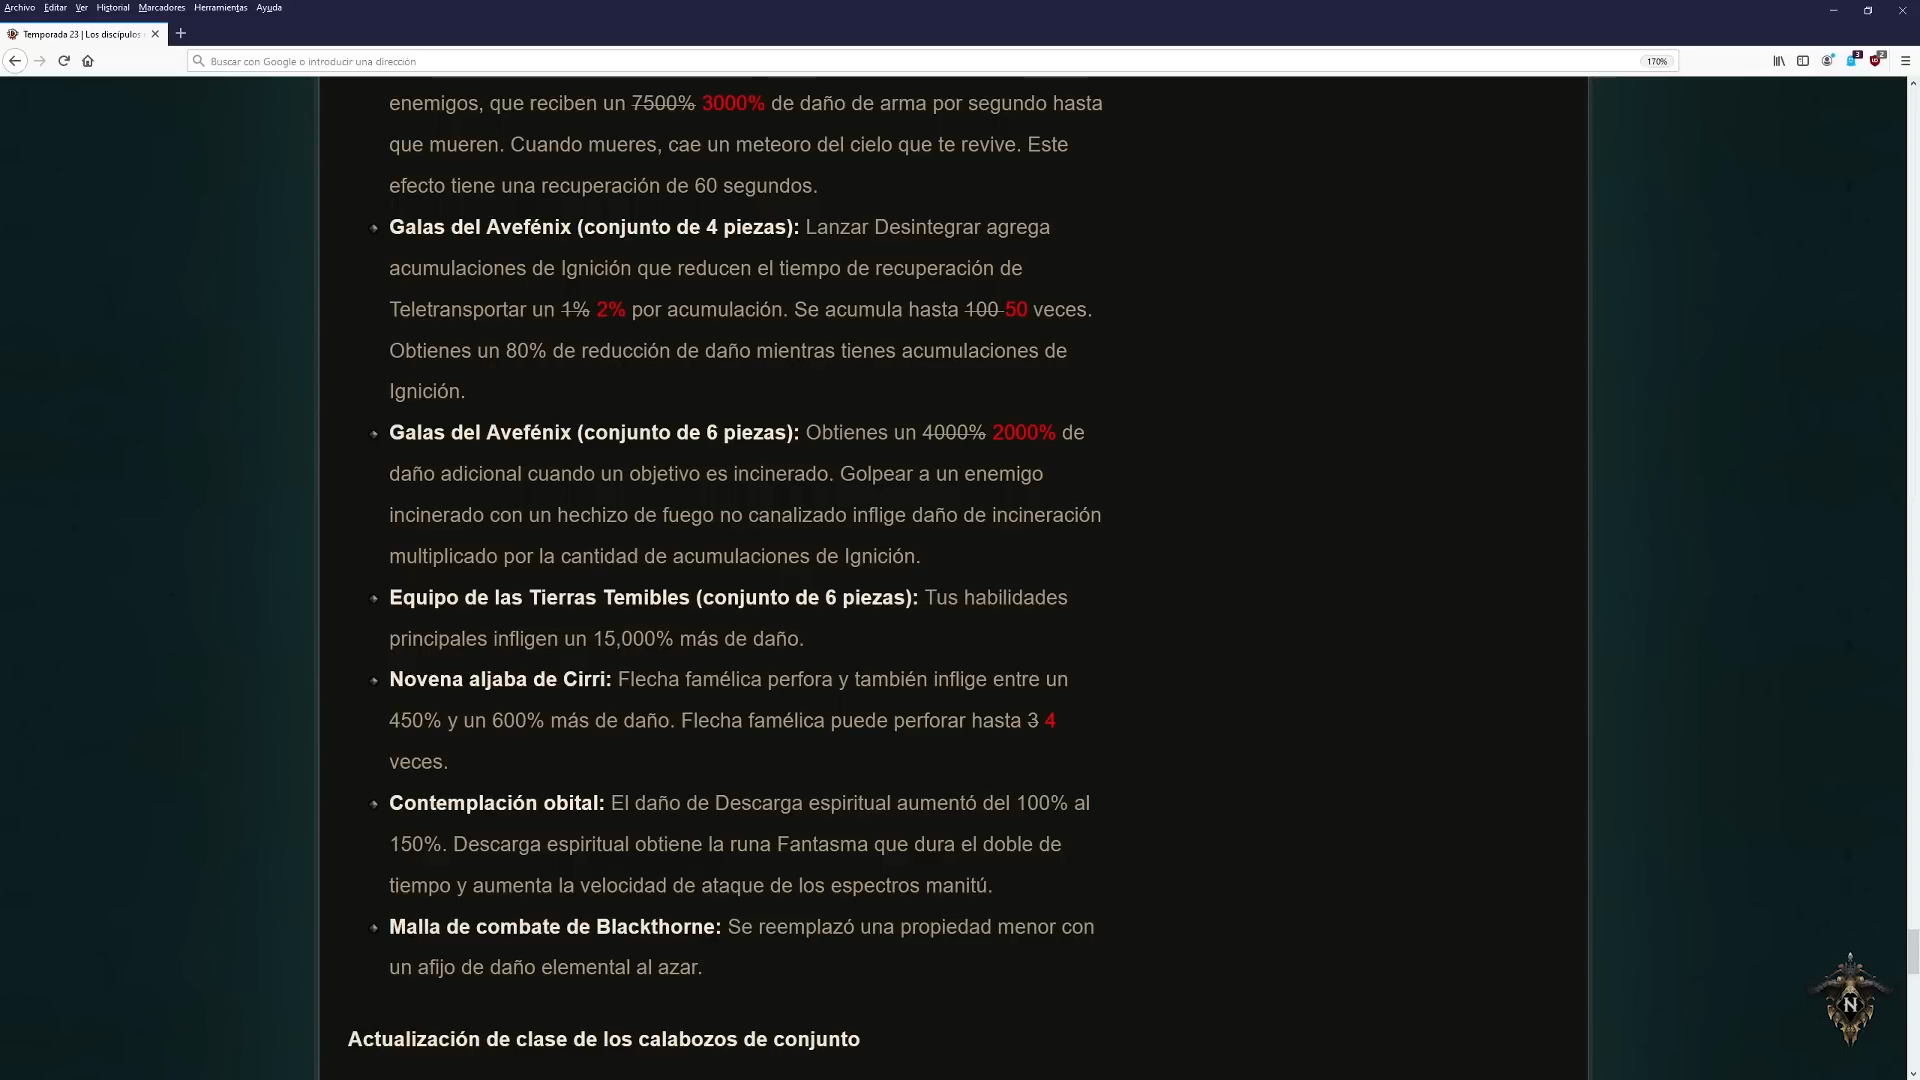 Archivo Editar Ver Historial Marcadores Herramientas Ayuda
Temporada 23 | Los discípulos
Buscar con Google o introducir una dirección
170%
3
2
enemigos, que reciben un 7500% 3000% de daño de arma por segundo hasta
que mueren. Cuando mueres, cae un meteoro del cielo que te revive. Este
efecto tiene una recuperación de 60 segundos.
Galas del Avefénix (conjunto de 4 piezas): Lanzar Desintegrar agrega
acumulaciones de Ignición que reducen el tiempo de recuperación de
Teletransportar un 1% 2% por acumulación. Se acumula hasta 100 50 veces.
Obtienes un 80% de reducción de daño mientras tienes acumulaciones de
Ignición.
Galas del Avefénix (conjunto de 6 piezas): Obtienes un 4000% 2000% de
daño adicional cuando un objetivo es incinerado. Golpear a un enemigo
incinerado con un hechizo de fuego no canalizado inflige daño de incineración
multiplicado por la cantidad de acumulaciones de Ignición.
Equipo de las Tierras Temibles (conjunto de 6 piezas): Tus habilidades
principales infligen un 15,000% más de daño.
Novena aljaba de Cirri: Flecha famélica perfora y también inflige entre un
450% y un 600% más de daño. Flecha famélica puede perforar hasta 3 4
veces.
Contemplación obital: El daño de Descarga espiritual aumentó del 100% al
150%. Descarga espiritual obtiene la runa Fantasma que dura el doble de
tiempo y aumenta la velocidad de ataque de los espectros manitú.
Malla de combate de Blackthorne: Se reemplazó una propiedad menor con
un afijo de daño elemental al azar.
N
Actualización de clase de los calabozos de conjunto